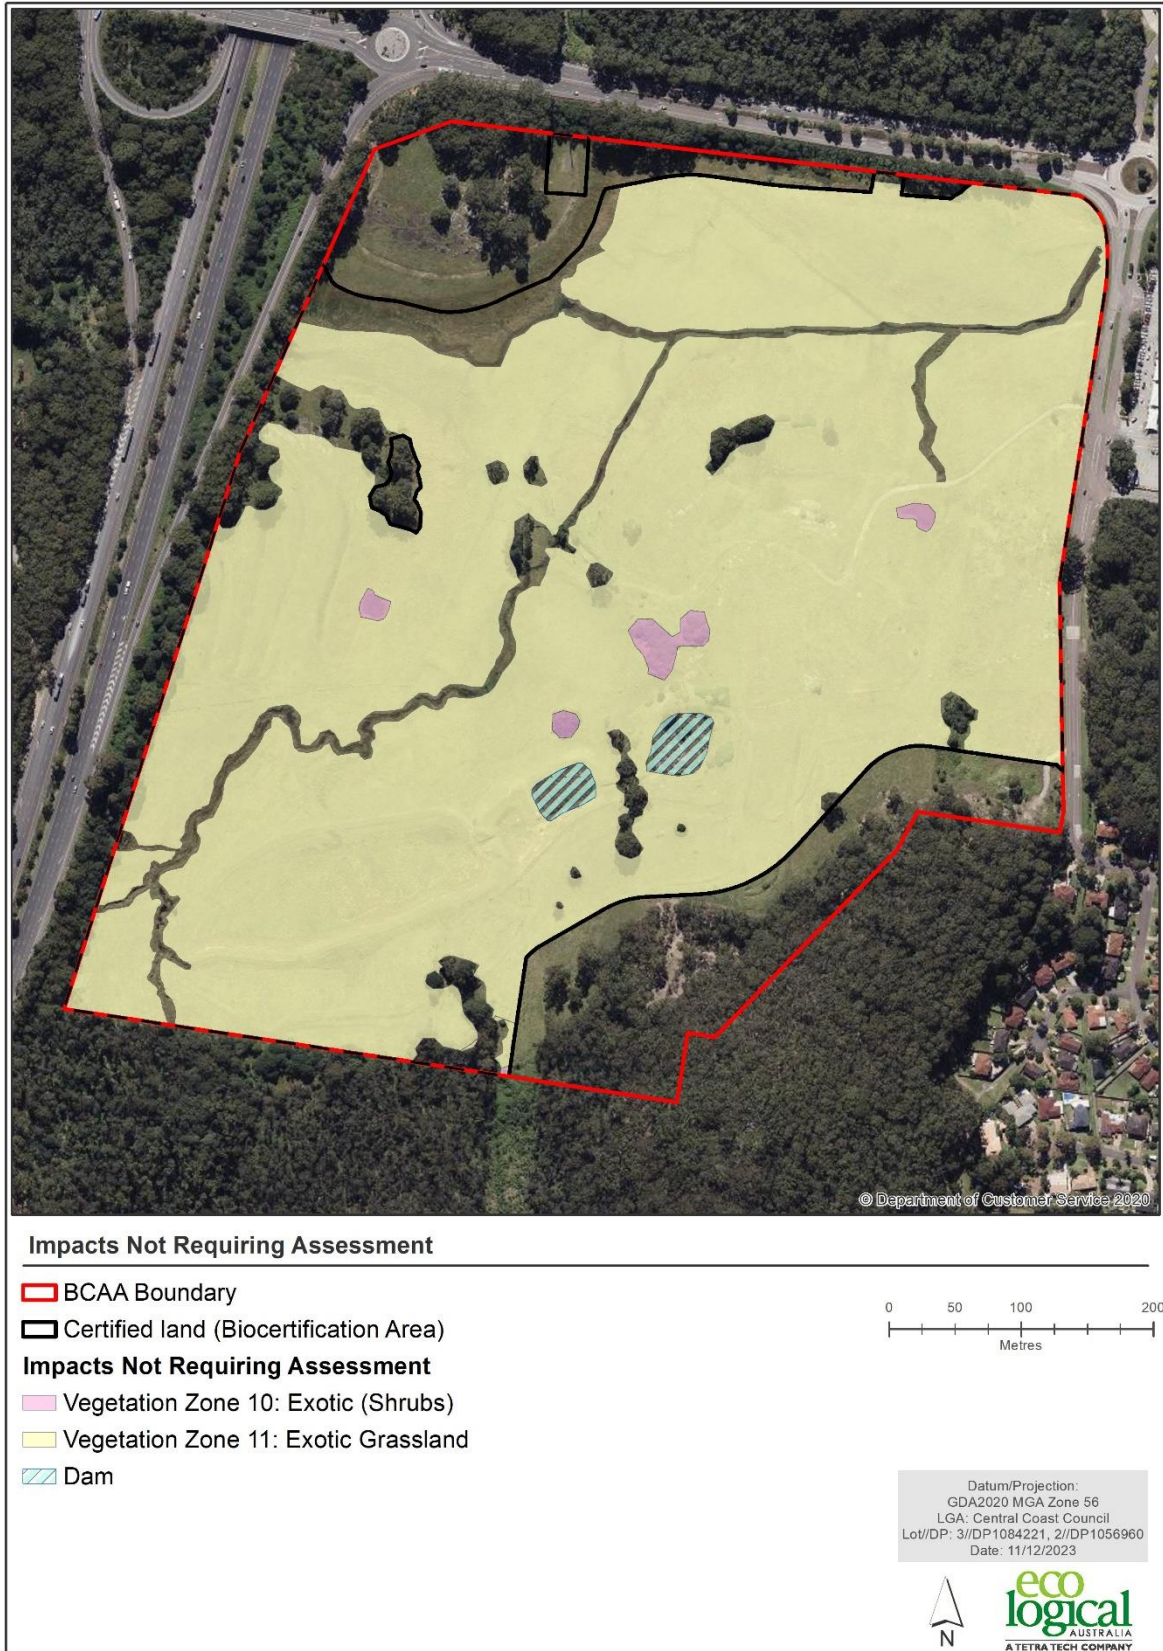 © Department of Customer Service 2020
Impacts Not Requiring Assessment
BCAA Boundary
Certified land (Biocertification Area)
Impacts Not Requiring Assessment
Vegetation Zone 10: Exotic (Shrubs)
Vegetation Zone 11: Exotic Grassland
Dam
0 50 100 200
Metres
Datum/Projection:
GDA2020 MGA Zone 56
LGA: Central Coast Council
Lot//DP: 3//DP1084221, 2//DP1056960
Date: 11/12/2023
N
eco
logical
AUSTRALIA
A TETRA TECH COMPANY